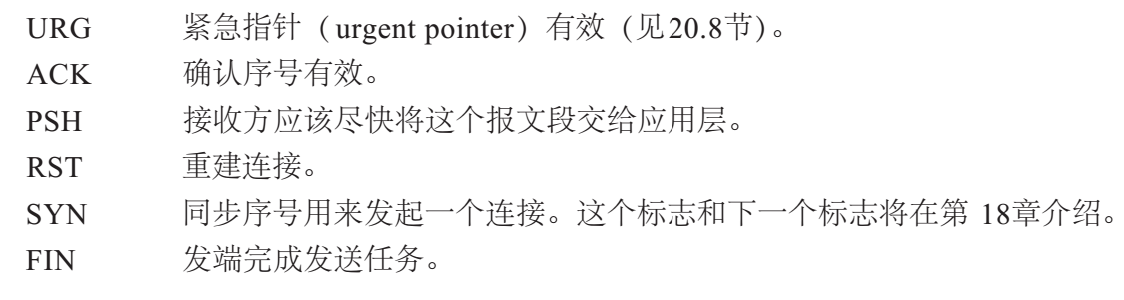 URG 紧急指针（urgent pointer）有效（见20.8节）。
ACK 确认序号有效。
PSH 接收方应该尽快将这个报文段交给应用层。
RST 重建连接。
SYN 同步序号用来发起一个连接。这个标志和下一个标志将在第 18章介绍。
FIN 发端完成发送任务。